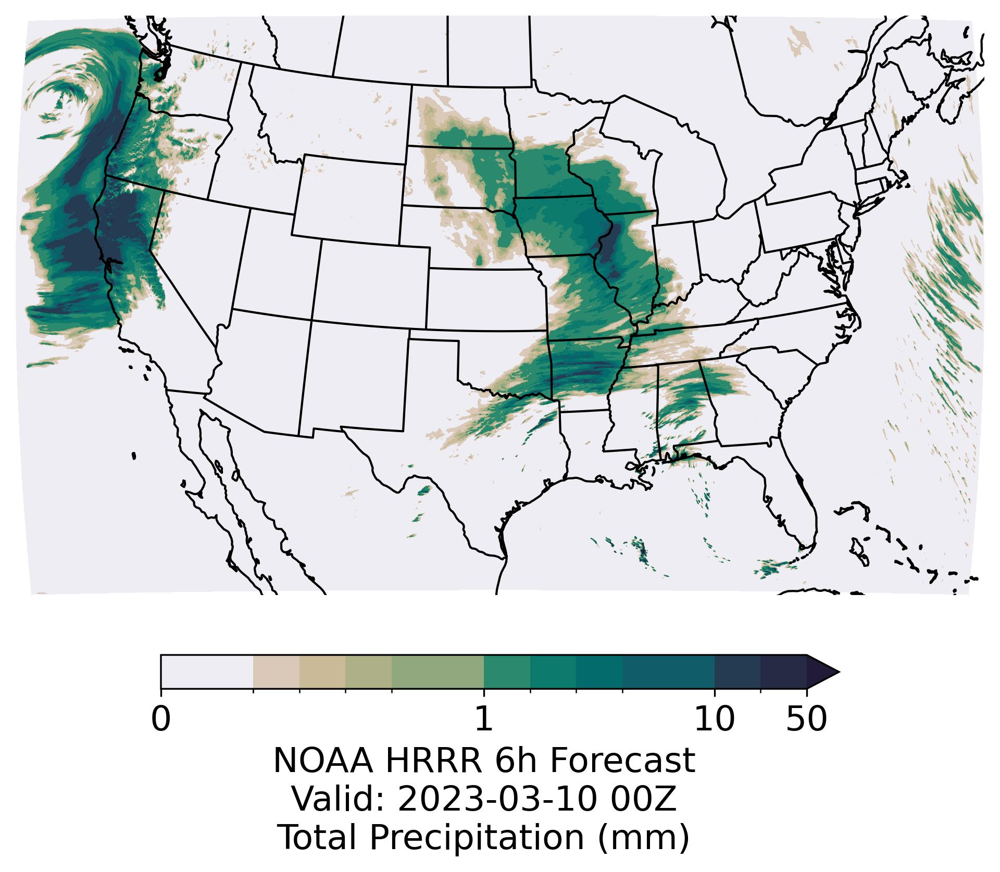 0 1 10 50
NOAA HRRR 6h Forecast
Valid: 2023-03-10 00Z
Total Precipitation (mm)